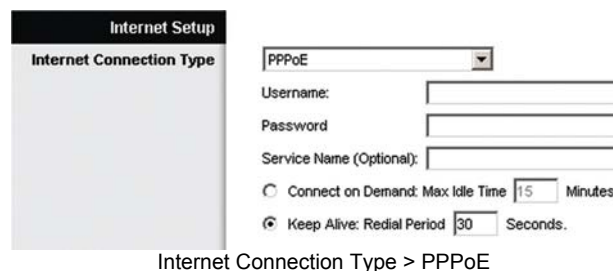 Internet Setup
Internet Connection Type
PPPoE
Username:
Password
Service Name (Optional):
Connect on Demand: Max Idle Time 15 Minutes
Keep Alive: Redial Period 30 Seconds.
Internet Connection Type > PPPoE